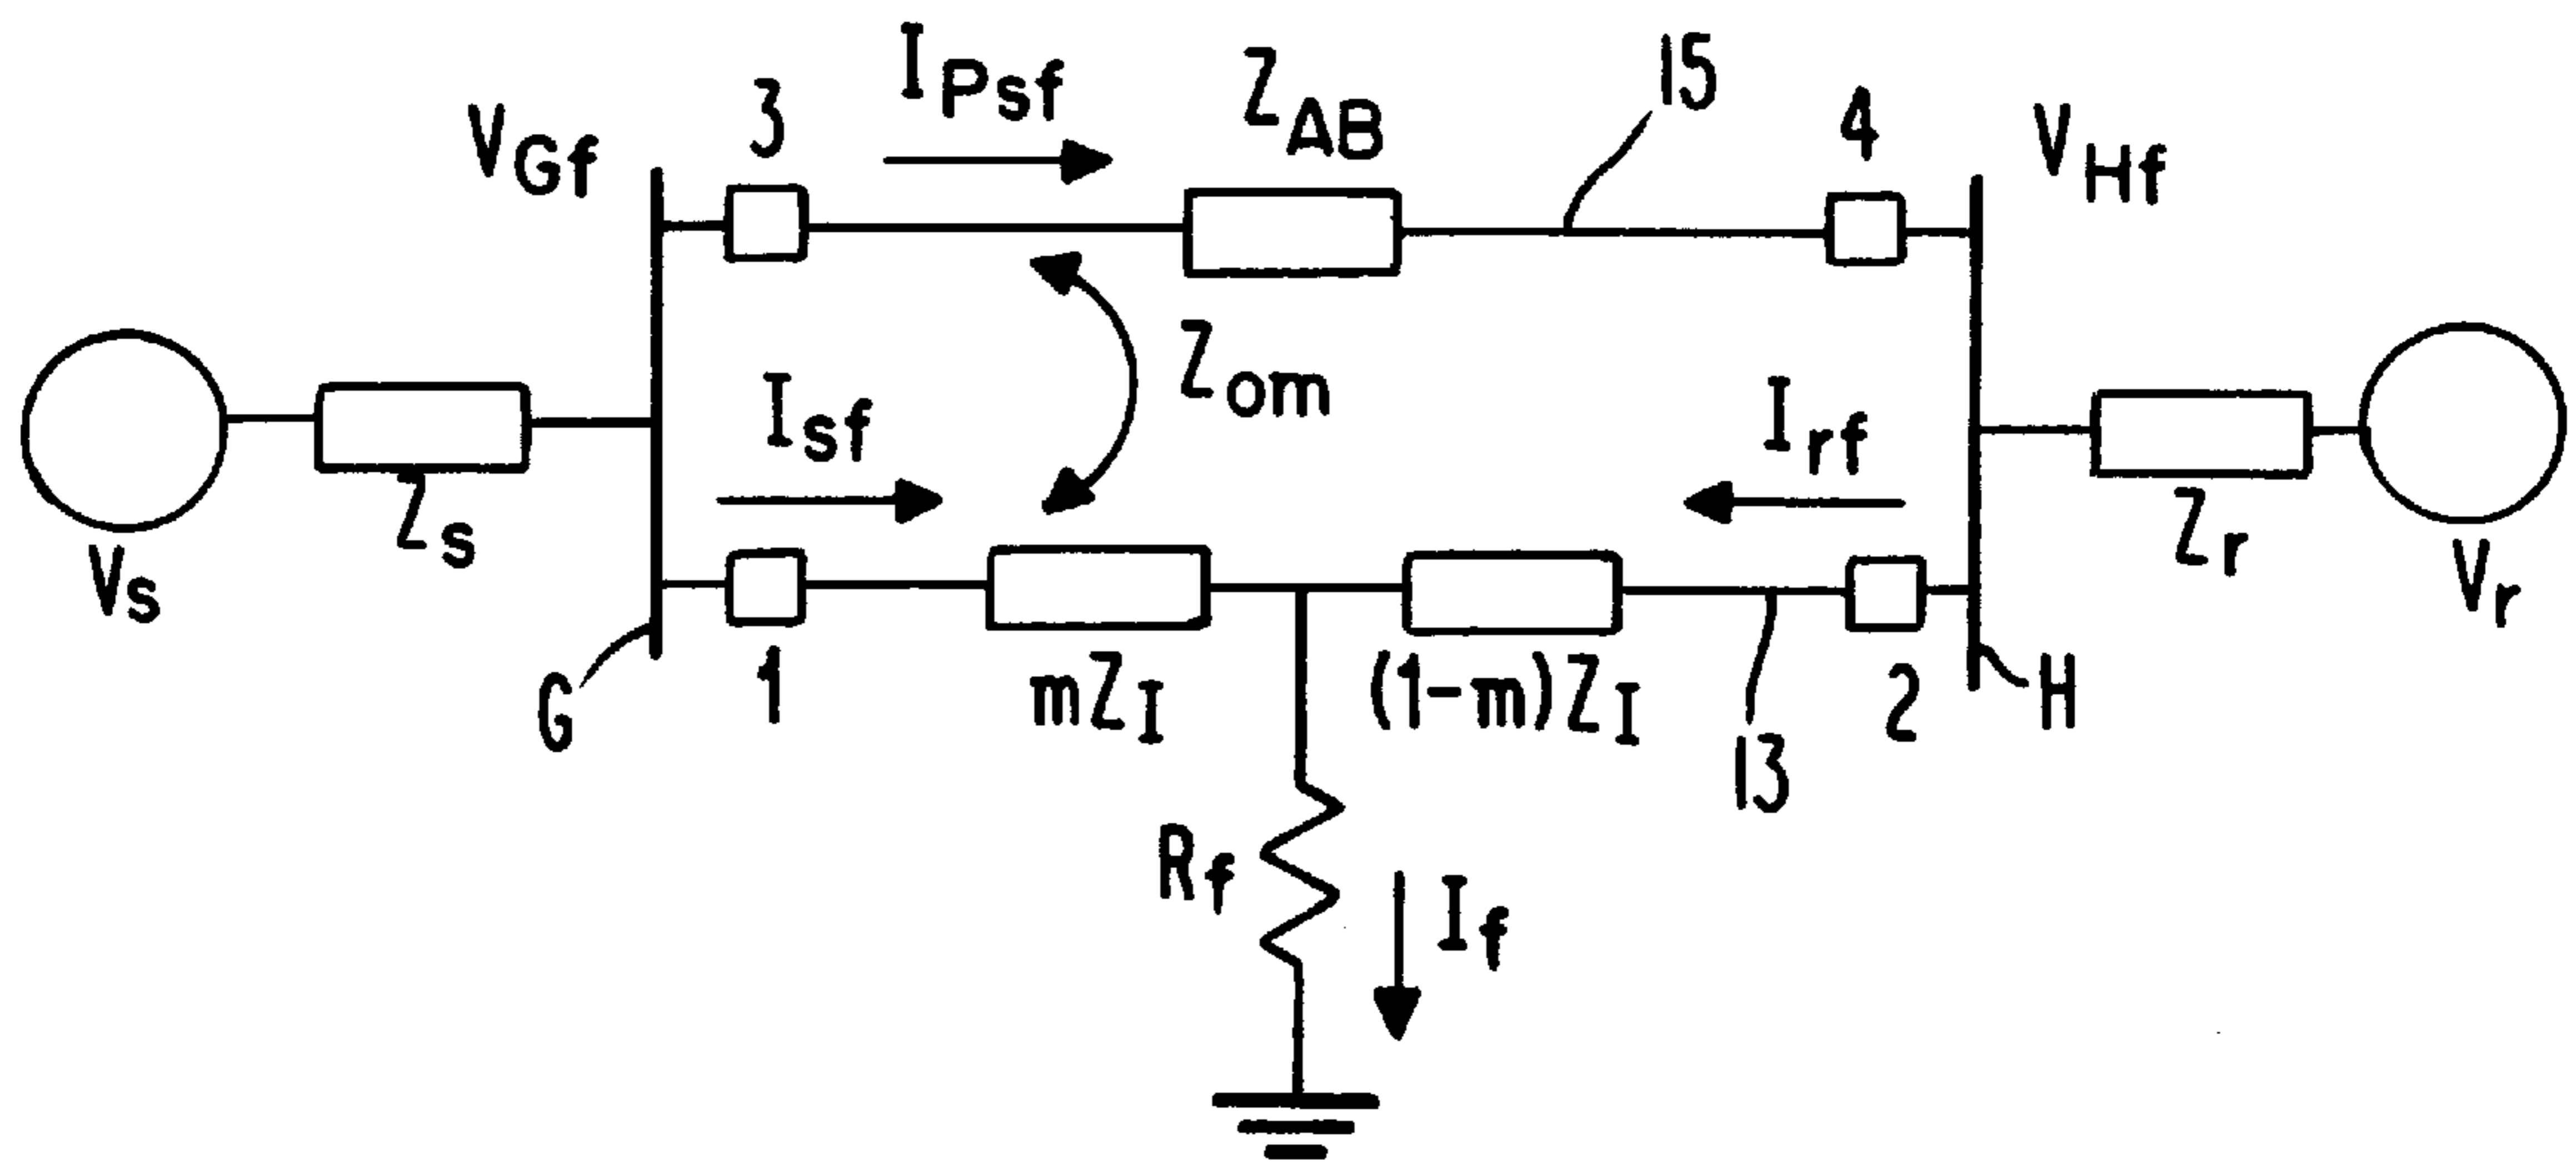 I_Psf
Z_AB
15
3
4
V_Gf
V_Hf
Z_om
I_sf
I_rf
Z_s
Z_r
V_s
V_r
G
1
mZ_I
(1-m)Z_I
13
2
H
R_f
I_f